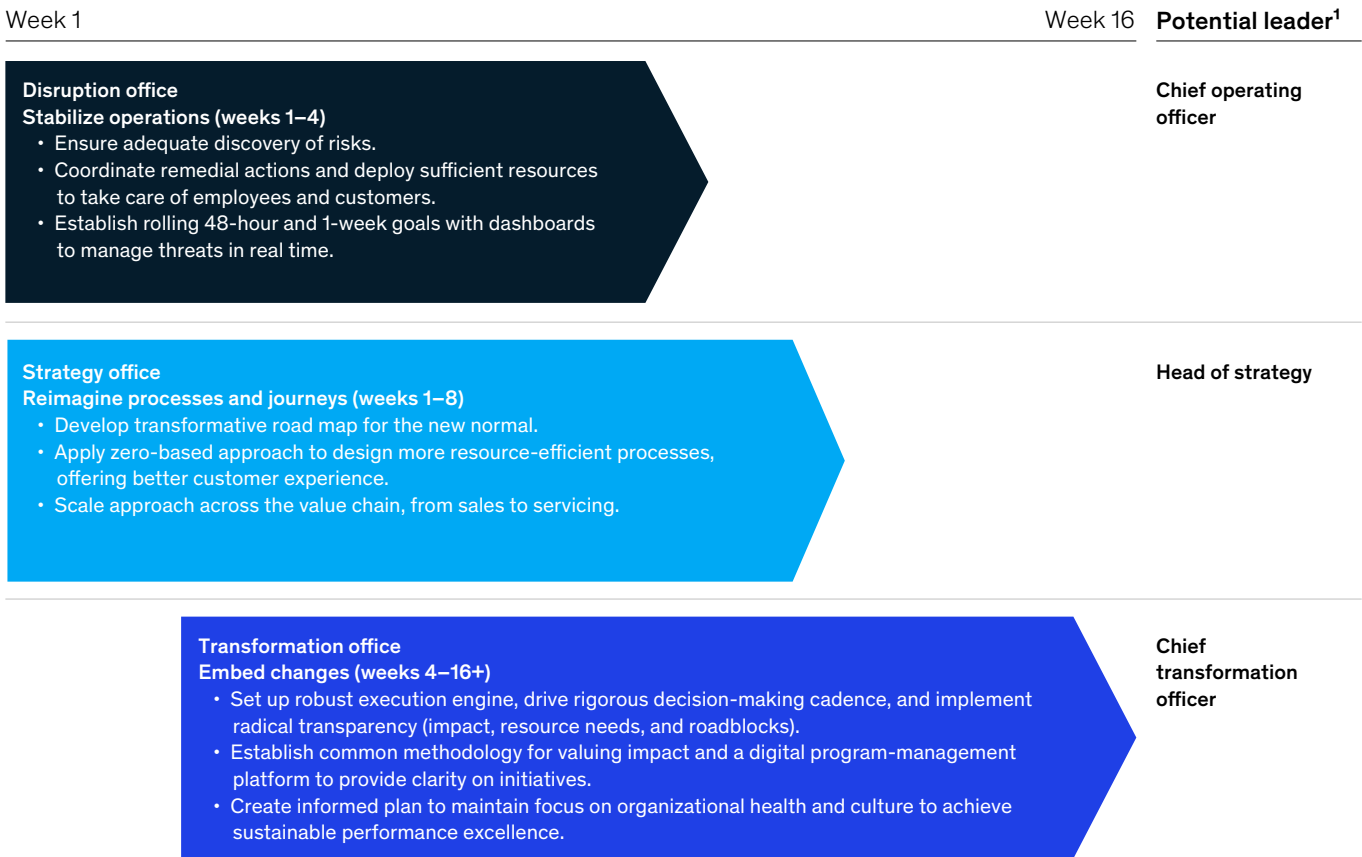 Week 1
Week 16
Potential leader¹
Disruption office
Stabilize operations (weeks 1–4)
• Ensure adequate discovery of risks.
• Coordinate remedial actions and deploy sufficient resources
to take care of employees and customers.
• Establish rolling 48-hour and 1-week goals with dashboards
to manage threats in real time.
Chief operating
officer
Strategy office
Reimagine processes and journeys (weeks 1–8)
• Develop transformative road map for the new normal.
• Apply zero-based approach to design more resource-efficient processes,
offering better customer experience.
• Scale approach across the value chain, from sales to servicing.
Head of strategy
Transformation office
Embed changes (weeks 4–16+)
• Set up robust execution engine, drive rigorous decision-making cadence, and implement
radical transparency (impact, resource needs, and roadblocks).
• Establish common methodology for valuing impact and a digital program-management
platform to provide clarity on initiatives.
• Create informed plan to maintain focus on organizational health and culture to achieve
sustainable performance excellence.
Chief
transformation
officer